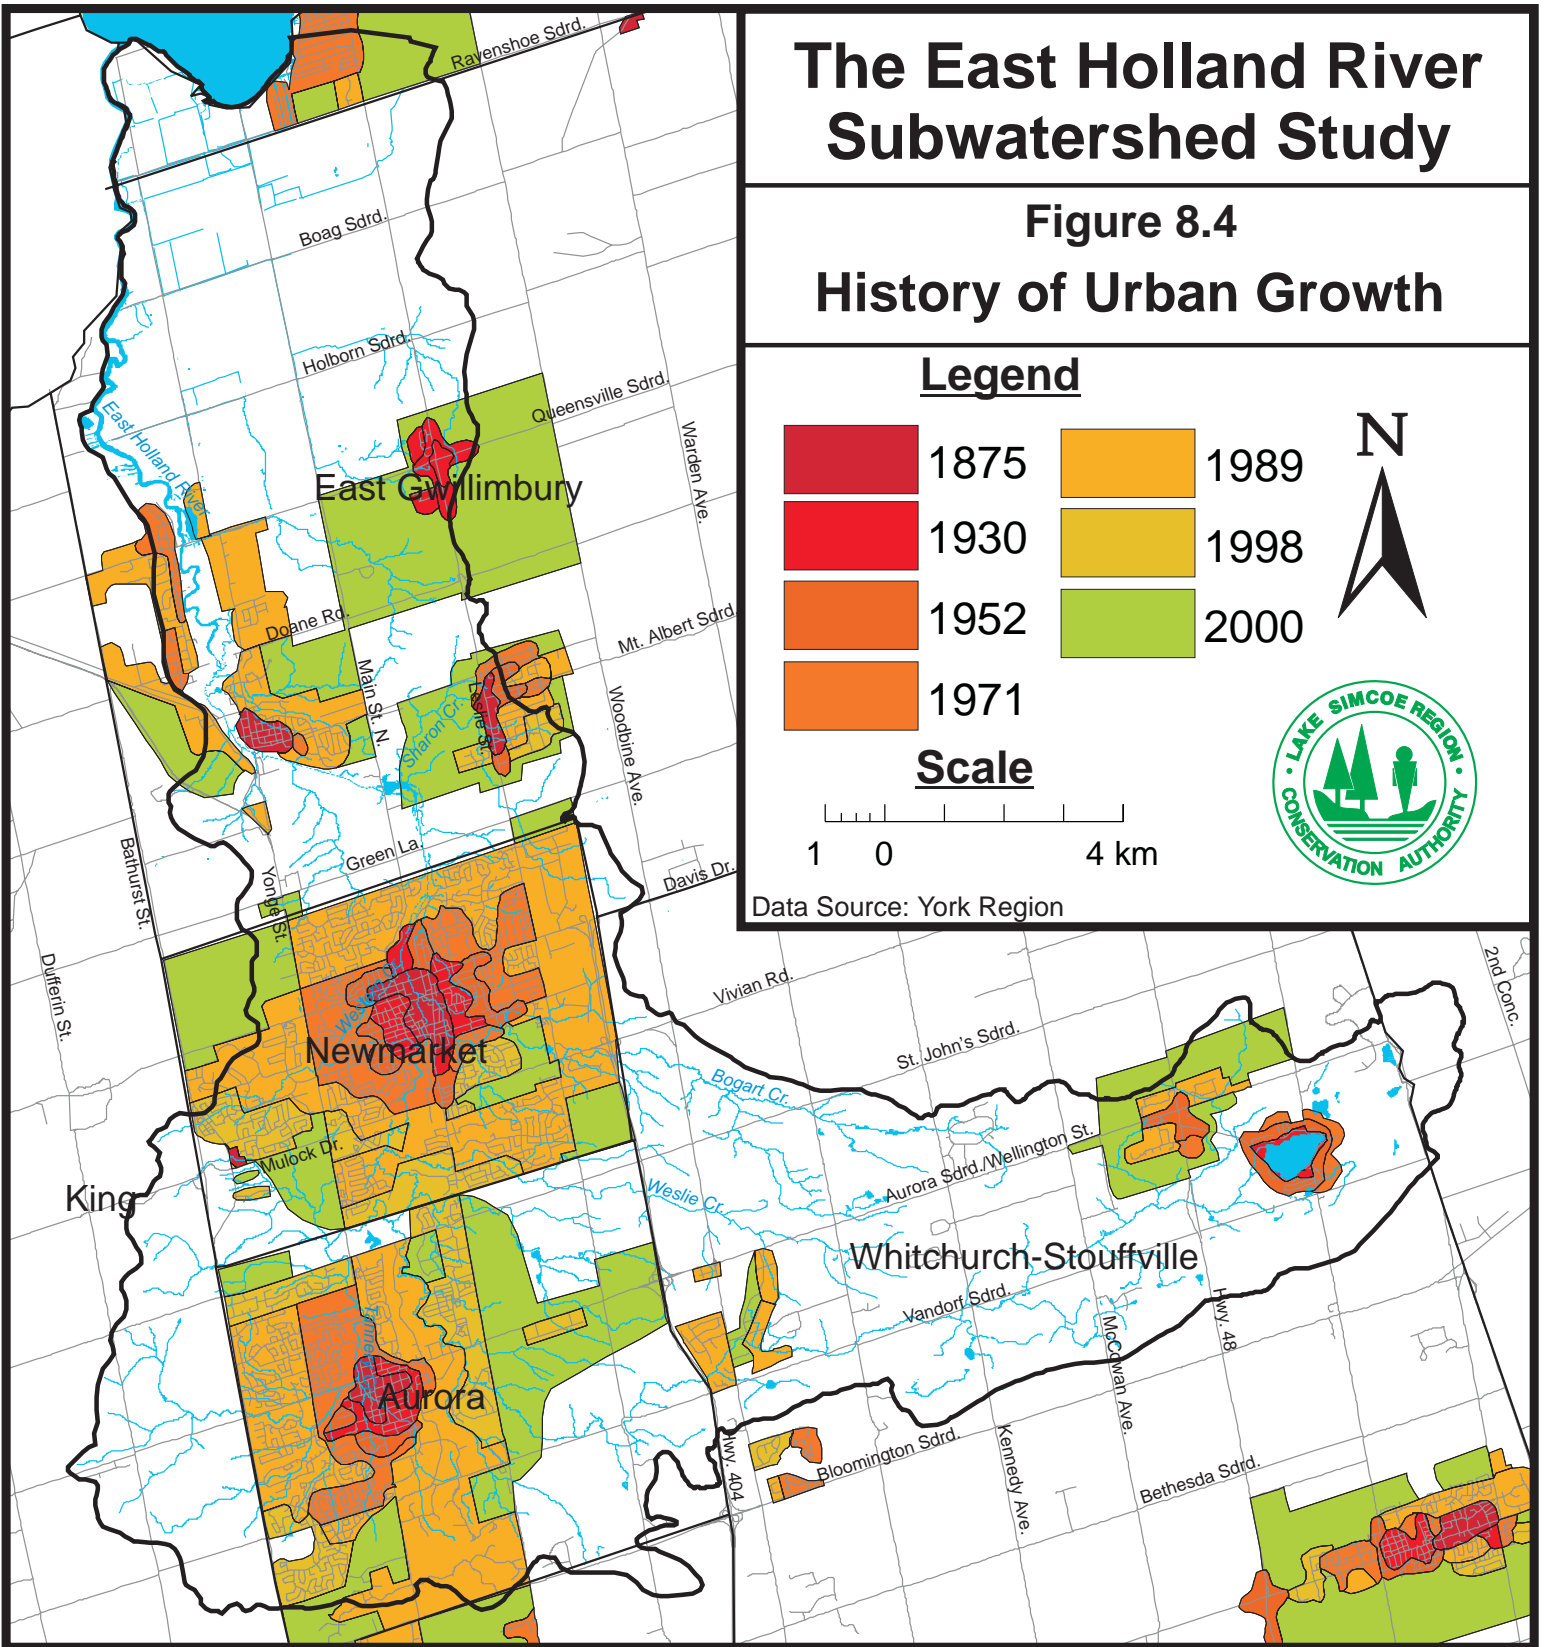 The East Holland River
Subwatershed Study
Figure 8.4
History of Urban Growth
Legend
1875
1930
1952
1971
1989
1998
2000
N
Scale
1 0 4 km
Data Source: York Region
LAKE SIMCOE REGION
CONSERVATION AUTHORITY
Ravenshoe Sdrd.
Boag Sdrd.
Holborn Sdrd.
Queensville Sdrd.
East Holland River
Warden Ave.
East Gwillimbury
Doane Rd.
Mt. Albert Sdrd.
Main St. N.
Leslie St.
Sharon Cr.
Woodbine Ave.
Green La.
Davis Dr.
Bathurst St.
Yonge St.
Dufferin St.
Vivian Rd.
2nd Conc.
St. John's Sdrd.
Newmarket
Bogart Cr.
Mulock Dr.
Aurora Sdrd./Wellington St.
King
Weslie Cr.
Whitchurch-Stouffville
Vandorf Sdrd.
Hwy. 48
McCowan Ave.
Aurora
Hwy. 404
Bloomington Sdrd.
Kennedy Ave.
Bethesda Sdrd.